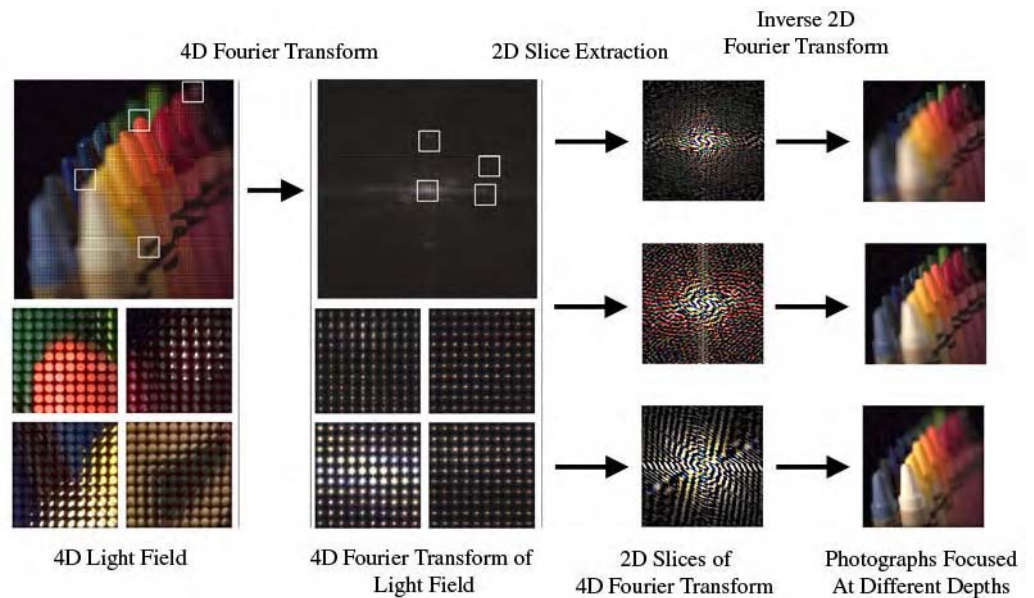 4D Fourier Transform
2D Slice Extraction
Inverse 2D
Fourier Transform
4D Light Field
4D Fourier Transform of
Light Field
2D Slices of
4D Fourier Transform
Photographs Focused
At Different Depths